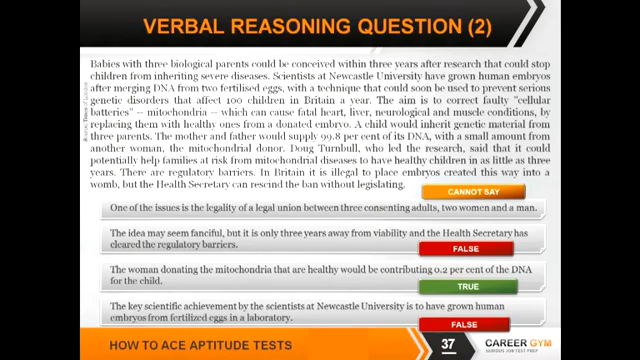 VERBAL REASONING QUESTION (2)
Babies with three biological parents could be conceived within three years after research that could stop
children from inheriting severe diseases. Scientists at Newcastle University have grown human embryos
after merging DNA from two fertilised eggs, with a technique that could soon be used to prevent serious
genetic disorders that affect 100 children in Britain a year. The aim is to correct faulty "cellular
batteries" -- mitochondria -- which can cause fatal heart, liver, neurological and muscle conditions, by
replacing them with healthy ones from a donated embryo. A child would inherit genetic material from
three parents. The mother and father would supply 99.8 per cent of its DNA, with a small amount from
another woman, the mitochondrial donor. Doug Turnbull, who led the research, said that it could
potentially help families at risk from mitochondrial diseases to have healthy children in as little as three
years. There are regulatory barriers. In Britain it is illegal to place embryos created this way into a
womb, but the Health Secretary can rescind the ban without legislating.
CANNOT SAY
One of the issues is the legality of a legal union between three consenting adults, two women and a man.
The idea may seem fanciful, but it is only three years away from viability and the Health Secretary has
cleared the regulatory barriers.
FALSE
The woman donating the mitochondria that are healthy would be contributing 0.2 per cent of the DNA
for the child.
TRUE
The key scientific achievement by the scientists at Newcastle University is to have grown human
embryos from fertilized eggs in a laboratory.
FALSE
HOW TO ACE APTITUDE TESTS
37
CAREER GYM
SERIOUS JOB TEST PREP